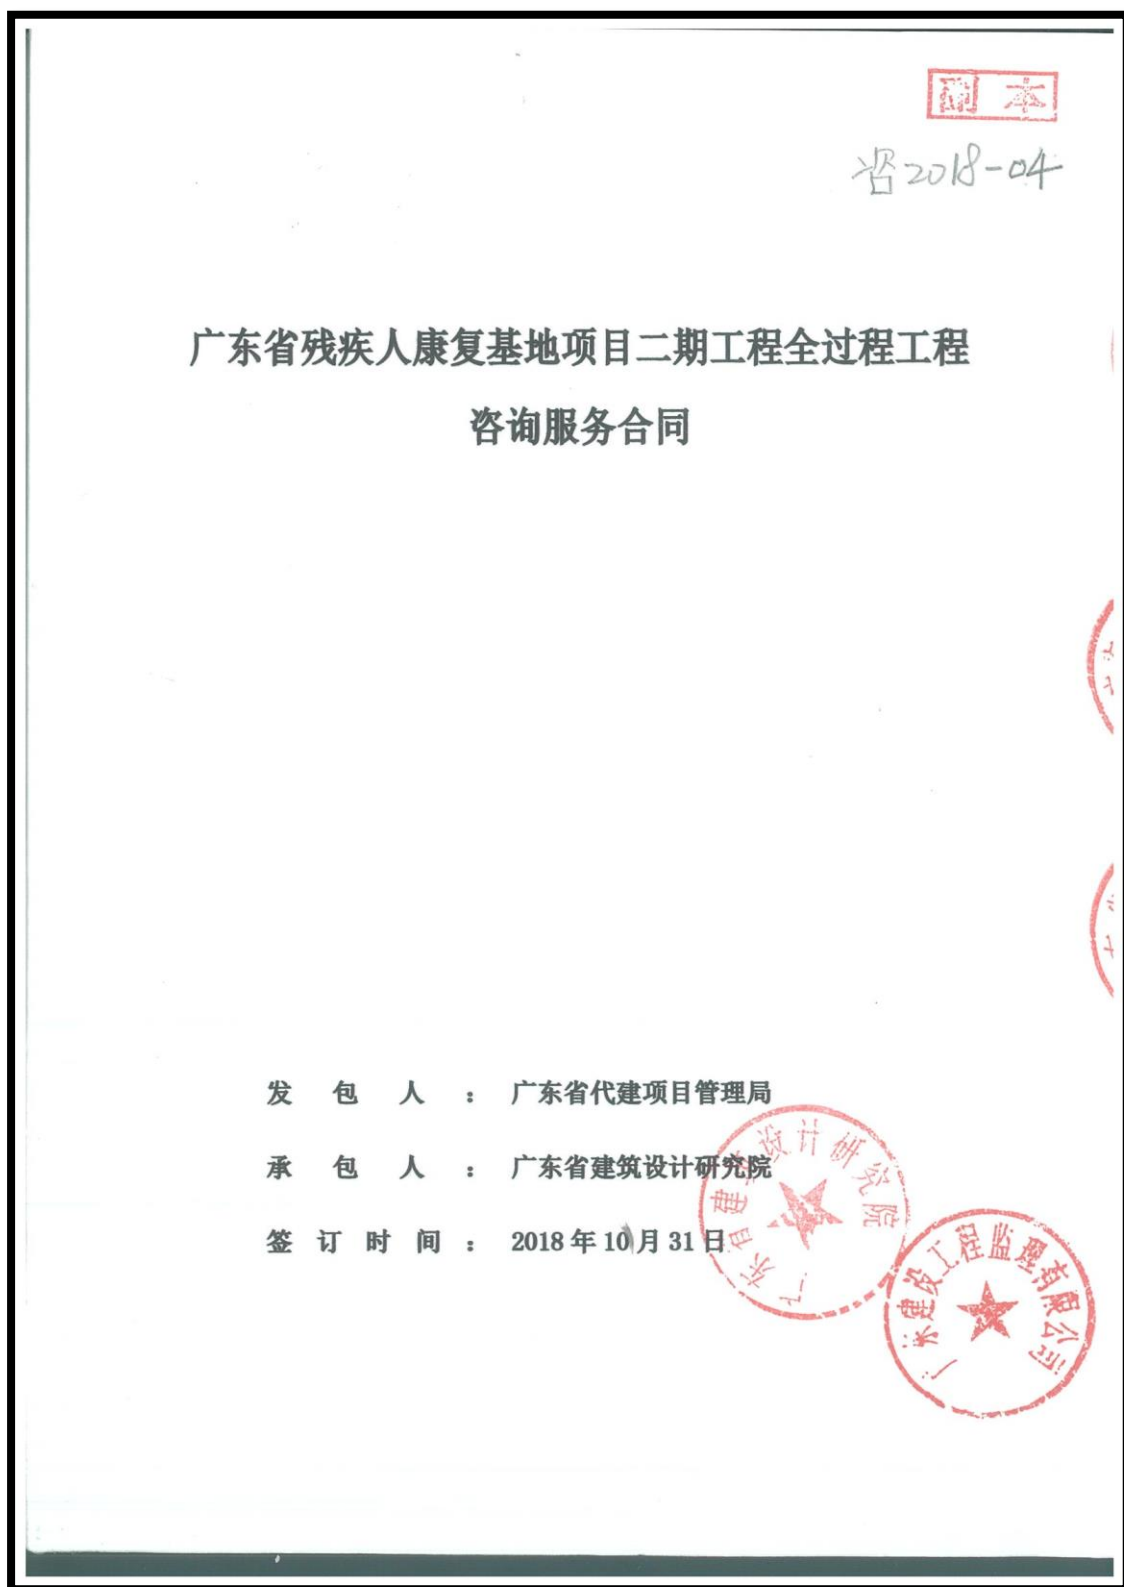 副本
咨2018-04
广东省残疾人康复基地项目二期工程全过程工程
咨询服务合同
发包人：广东省代建项目管理局
承包人：广东省建筑设计研究院
签订时间：2018年10月31日
广东省建筑设计研究院
广东建设工程监理有限公司